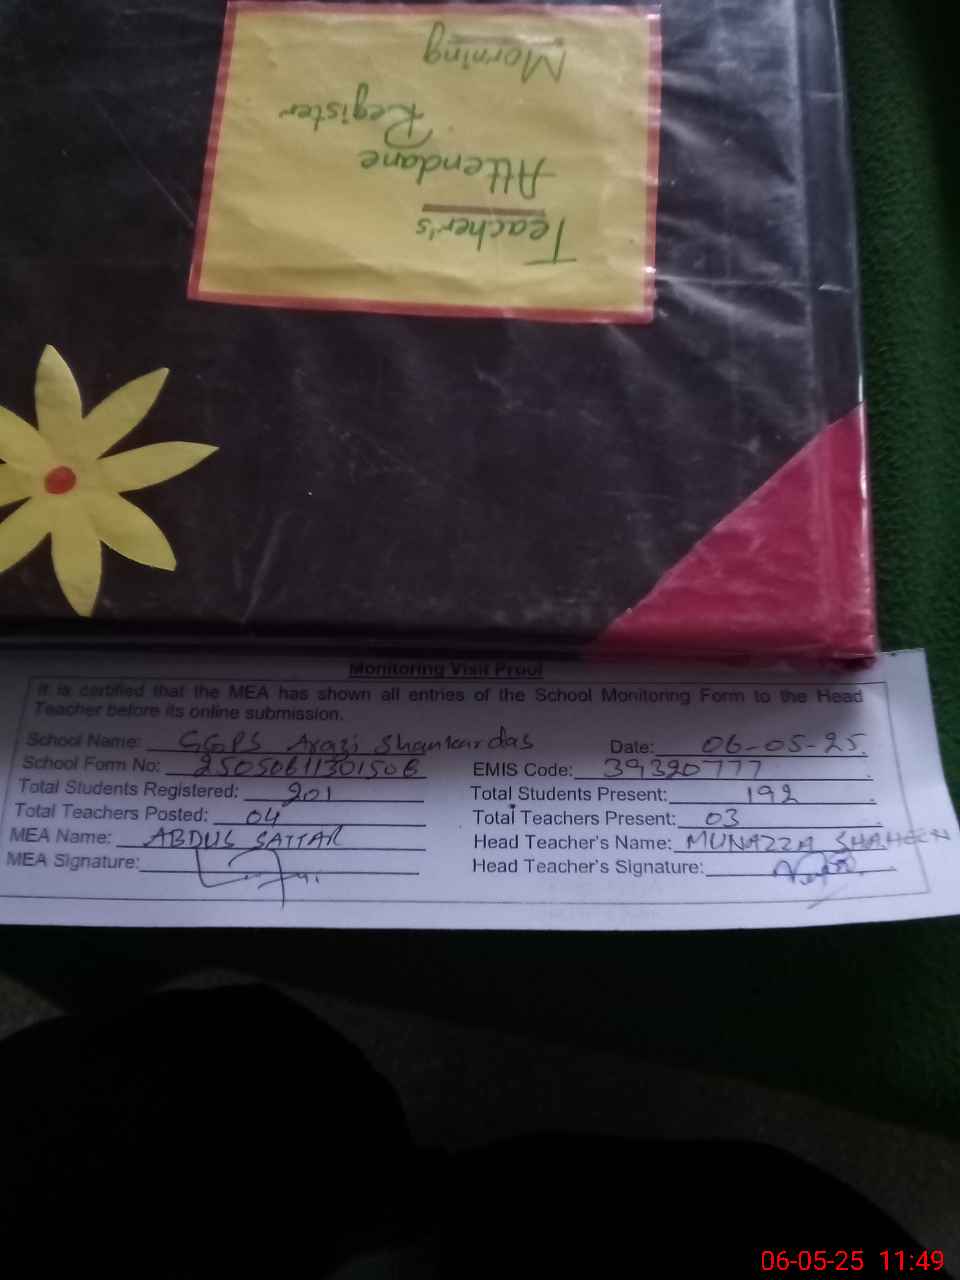 Teacher's
Attendane
Register
Morning
Monitoring Visit Proof
It is certified that the MEA has shown all entries of the School Monitoring Form to the Head
Teacher before its online submission.
School Name: GGPS Arazi Shankardas Date: 06-05-25
School Form No: 25050611301506 EMIS Code: 39320777
Total Students Registered: 201 Total Students Present: 192
Total Teachers Posted: 04 Total Teachers Present: 03
MEA Name: ABDUS SATTAR Head Teacher's Name: MUNAZZA SHAHEEN
MEA Signature: Head Teacher's Signature:
06-05-25 11:49